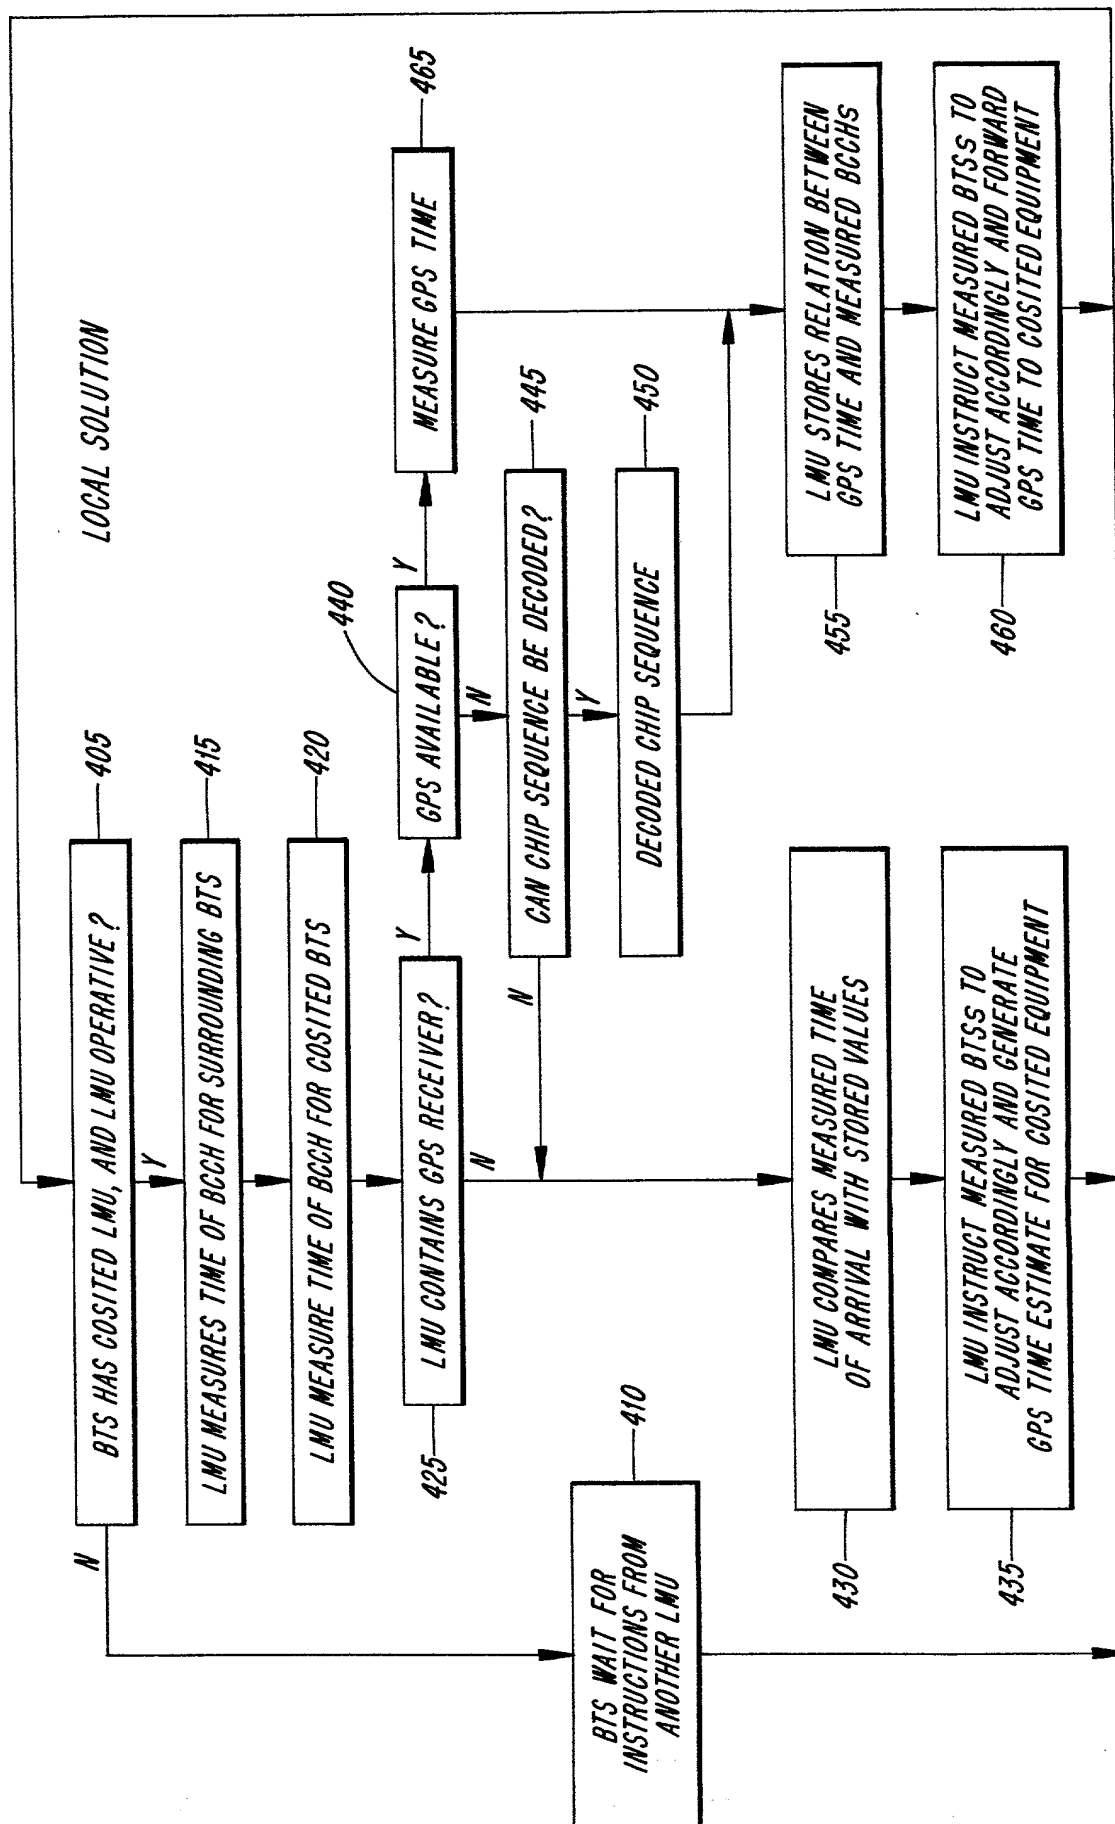 LOCAL SOLUTION
BTS HAS COSITED LMU, AND LMU OPERATIVE?
405
N
Y
LMU MEASURES TIME OF BCCH FOR SURROUNDING BTS
415
LMU MEASURE TIME OF BCCH FOR COSITED BTS
420
LMU CONTAINS GPS RECEIVER?
425
Y
N
GPS AVAILABLE?
440
Y
N
MEASURE GPS TIME
465
CAN CHIP SEQUENCE BE DECODED?
445
N
Y
BTS WAIT FOR
INSTRUCTIONS FROM
ANOTHER LMU
410
DECODED CHIP SEQUENCE
450
LMU COMPARES MEASURED TIME
OF ARRIVAL WITH STORED VALUES
430
LMU STORES RELATION BETWEEN
GPS TIME AND MEASURED BCCHs
455
LMU INSTRUCT MEASURED BTSs TO
ADJUST ACCORDINGLY AND GENERATE
GPS TIME ESTIMATE FOR COSITED EQUIPMENT
435
LMU INSTRUCT MEASURED BTSs TO
ADJUST ACCORDINGLY AND FORWARD
GPS TIME TO COSITED EQUIPMENT
460